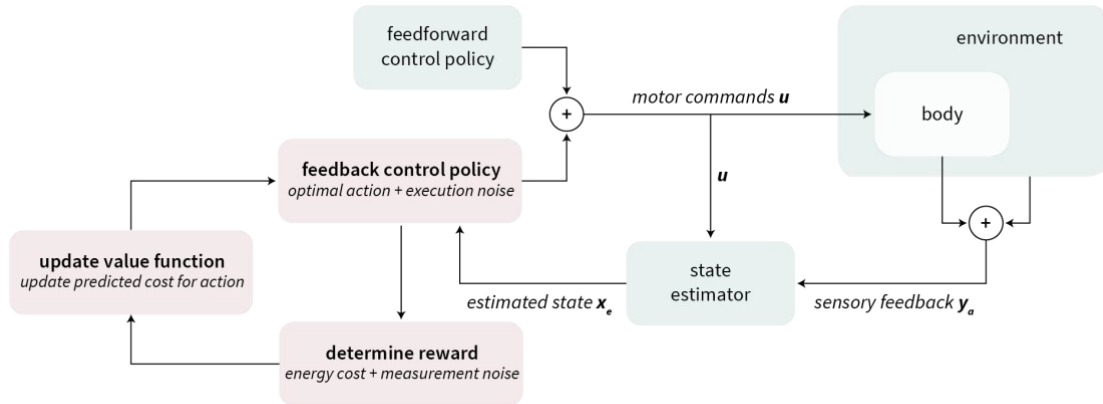 feedforward
control policy
environment
+
motor commands u
body
feedback control policy
optimal action + execution noise
u
+
update value function
update predicted cost for action
state
estimator
estimated state xe
sensory feedback ya
determine reward
energy cost + measurement noise